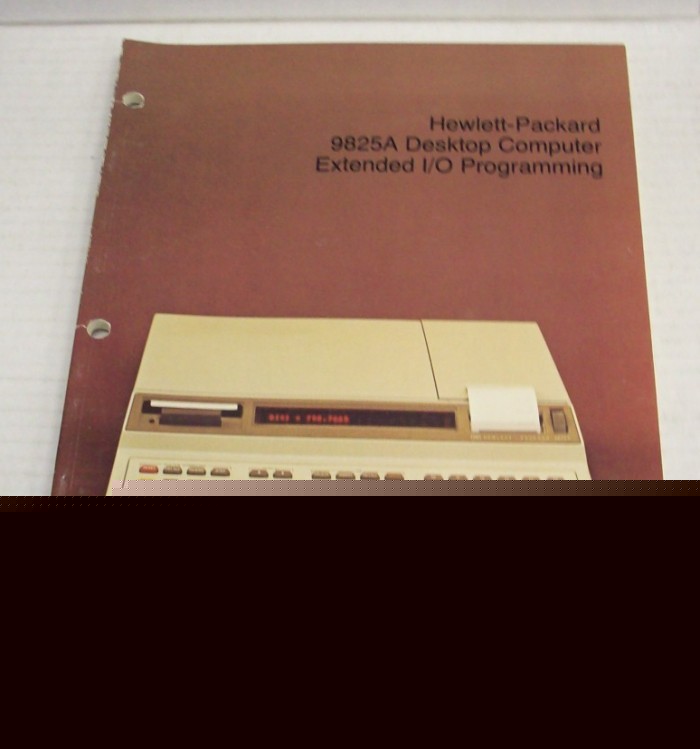 Hewlett-Packard
9825A Desktop Computer
Extended I/O Programming